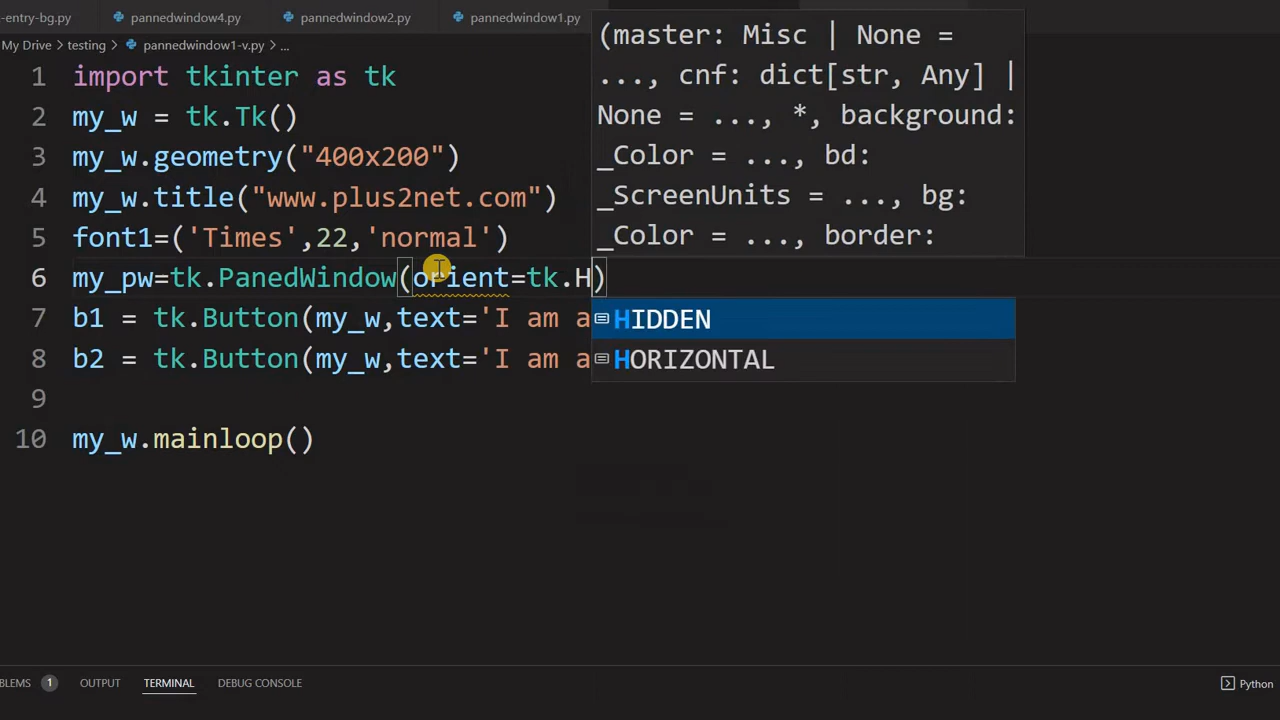 -entry-bg.py pannedwindow4.py pannedwindow2.py pannedwindow1.py
My Drive > testing > pannedwindow1-v.py > ...
1 import tkinter as tk
2 my_w = tk.Tk()
3 my_w.geometry("400x200")
4 my_w.title("www.plus2net.com")
5 font1=('Times',22,'normal')
6 my_pw=tk.PanedWindow(orient=tk.H)
7 b1 = tk.Button(my_w,text='I am a
8 b2 = tk.Button(my_w,text='I am a
9
10 my_w.mainloop()
(master: Misc | None =
..., cnf: dict[str, Any] |
None = ..., *, background:
_Color = ..., bd:
_ScreenUnits = ..., bg:
_Color = ..., border:
HIDDEN
HORIZONTAL
BLEMS 1 OUTPUT TERMINAL DEBUG CONSOLE Python